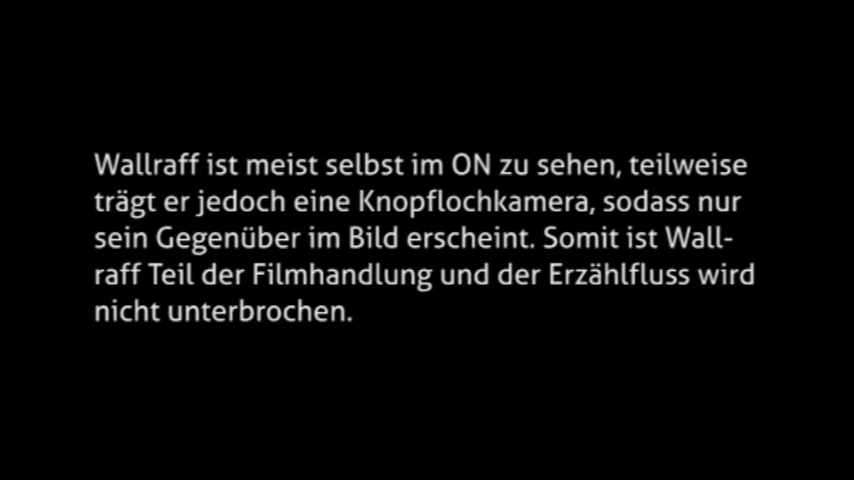 Wallraff ist meist selbst im ON zu sehen, teilweise
trägt er jedoch eine Knopflochkamera, sodass nur
sein Gegenüber im Bild erscheint. Somit ist Wall-
raff Teil der Filmhandlung und der Erzählfluss wird
nicht unterbrochen.